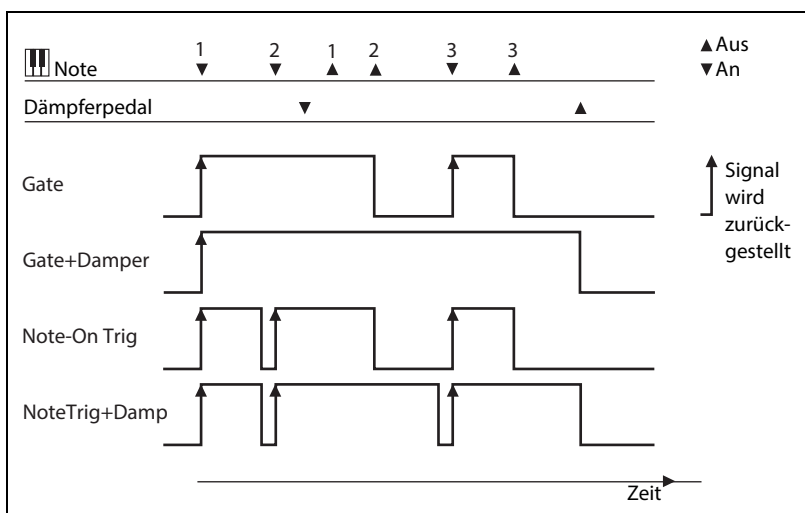 1 2 1 2 3 3
Note
▲Aus
▼An
Dämpferpedal
Gate
Signal
wird
zurück-
gestellt
Gate+Damper
Note-On Trig
NoteTrig+Damp
Zeit